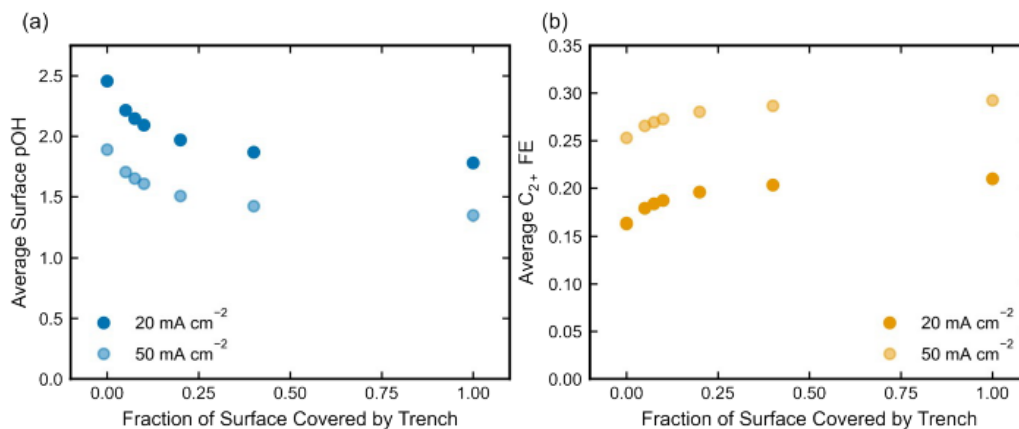 (a)
2.5
2.0
1.5
1.0
0.5
0.0
Average Surface pOH
20 mA cm⁻²
50 mA cm⁻²
0.00 0.25 0.50 0.75 1.00
Fraction of Surface Covered by Trench
(b)
0.35
0.30
0.25
0.20
0.15
0.10
0.05
0.00
Average C₂₊ FE
20 mA cm⁻²
50 mA cm⁻²
0.00 0.25 0.50 0.75 1.00
Fraction of Surface Covered by Trench